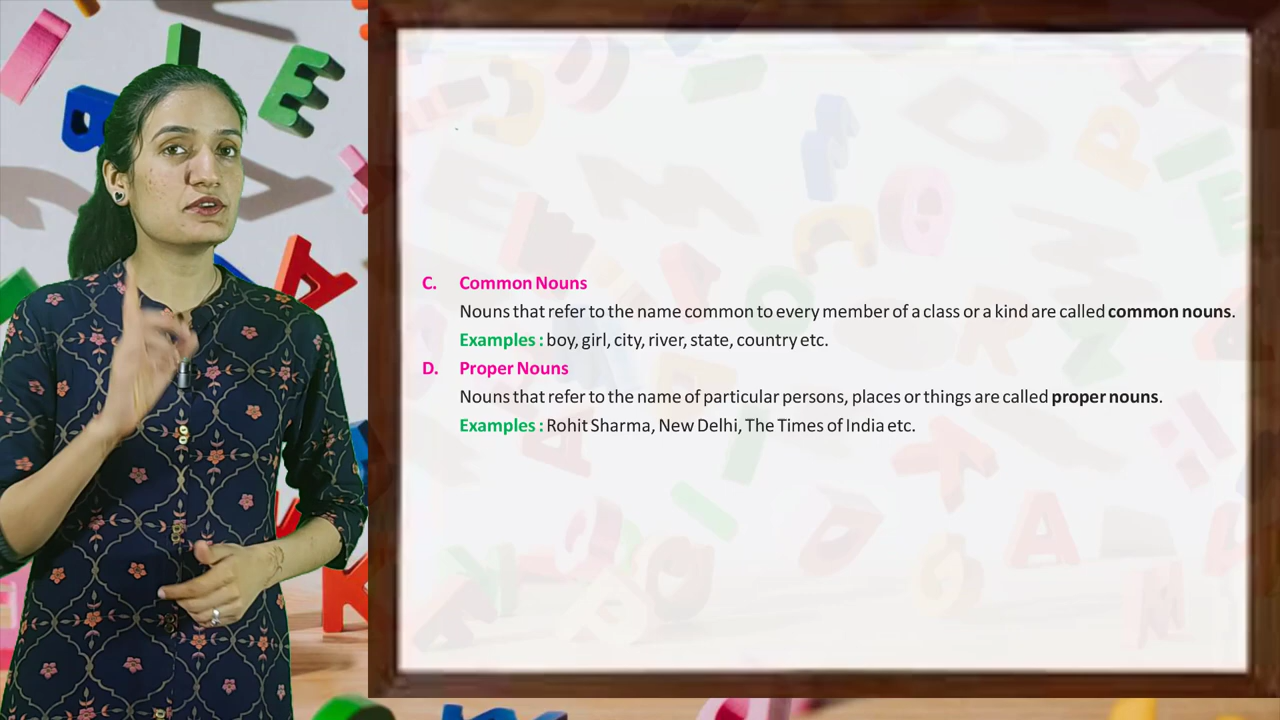 C. Common Nouns
Nouns that refer to the name common to every member of a class or a kind are called common nouns.
Examples : boy, girl, city, river, state, country etc.
D. Proper Nouns
Nouns that refer to the name of particular persons, places or things are called proper nouns.
Examples : Rohit Sharma, New Delhi, The Times of India etc.